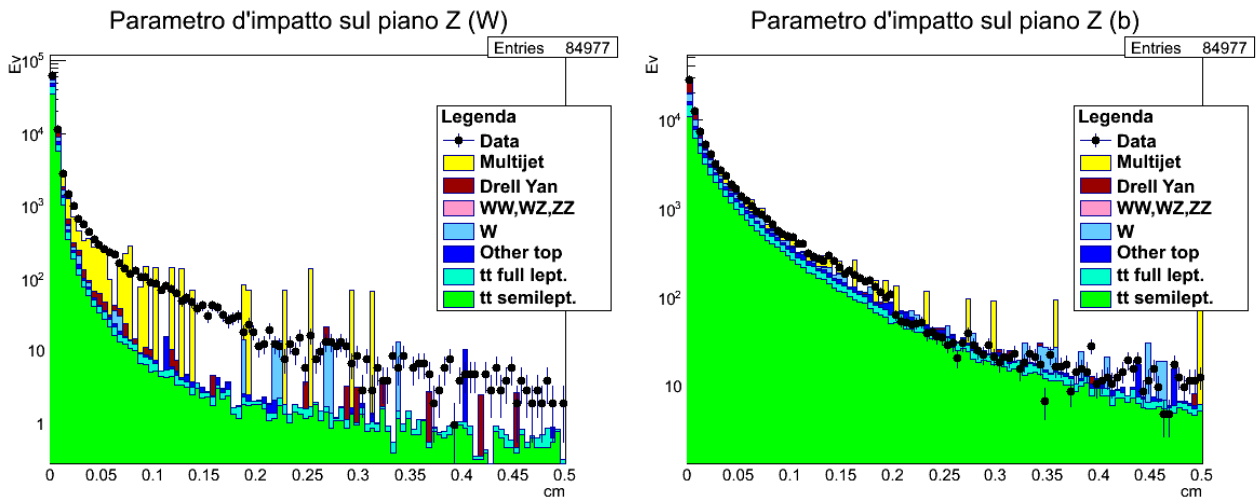 Parametro d'impatto sul piano Z (W)
Entries 84977
Ev
10^5
10^4
10^3
10^2
10
1
Legenda
Data
Multijet
Drell Yan
WW,WZ,ZZ
W
Other top
tt full lept.
tt semilept.
0 0.05 0.1 0.15 0.2 0.25 0.3 0.35 0.4 0.45 0.5
cm
Parametro d'impatto sul piano Z (b)
Entries 84977
Ev
10^4
10^3
10^2
10
Legenda
Data
Multijet
Drell Yan
WW,WZ,ZZ
W
Other top
tt full lept.
tt semilept.
0 0.05 0.1 0.15 0.2 0.25 0.3 0.35 0.4 0.45 0.5
cm